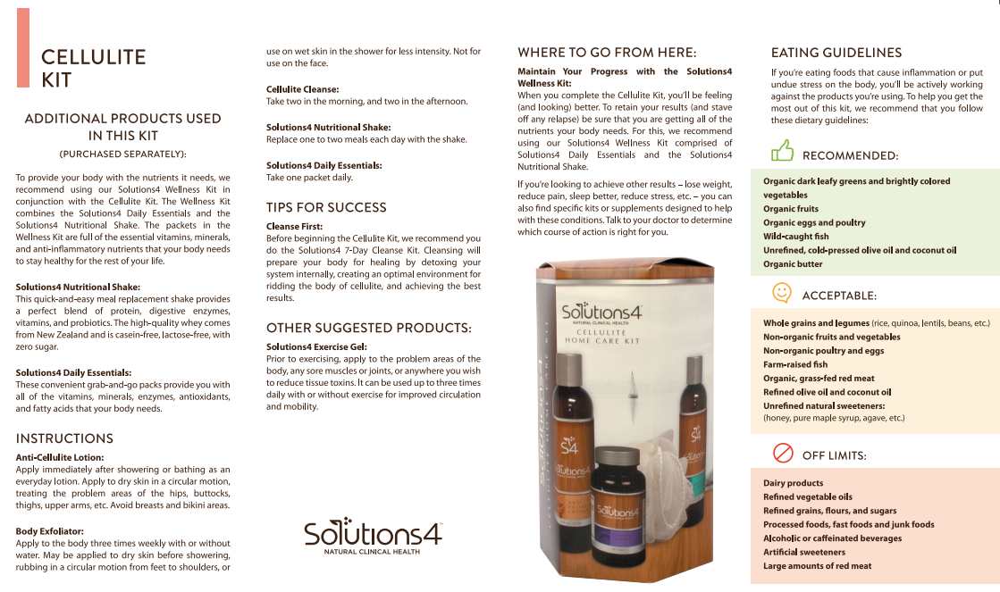 CELLULITE
KIT
ADDITIONAL PRODUCTS USED
IN THIS KIT
(PURCHASED SEPARATELY):
To provide your body with the nutrients it needs, we
recommend using our Solutions4 Wellness Kit in
conjunction with the Cellulite Kit. The Wellness Kit
combines the Solutions4 Daily Essentials and the
Solutions4 Nutritional Shake. The packets in the
Wellness Kit are full of the essential vitamins, minerals,
and anti-inflammatory nutrients that your body needs
to stay healthy for the rest of your life.
Solutions4 Nutritional Shake:
This quick-and-easy meal replacement shake provides
a perfect blend of protein, digestive enzymes,
vitamins, and probiotics. The high-quality whey comes
from New Zealand and is casein-free, lactose-free, with
zero sugar.
Solutions4 Daily Essentials:
These convenient grab-and-go packs provide you with
all of the vitamins, minerals, enzymes, antioxidants,
and fatty acids that your body needs.
INSTRUCTIONS
Anti-Cellulite Lotion:
Apply immediately after showering or bathing as an
everyday lotion. Apply to dry skin in a circular motion,
treating the problem areas of the hips, buttocks,
thighs, upper arms, etc. Avoid breasts and bikini areas.
Body Exfoliator:
Apply to the body three times weekly with or without
water. May be applied to dry skin before showering,
rubbing in a circular motion from feet to shoulders, or
use on wet skin in the shower for less intensity. Not for
use on the face.
Cellulite Cleanse:
Take two in the morning, and two in the afternoon.
Solutions4 Nutritional Shake:
Replace one to two meals each day with the shake.
Solutions4 Daily Essentials:
Take one packet daily.
TIPS FOR SUCCESS
Cleanse First:
Before beginning the Cellulite Kit, we recommend you
do the Solutions4 7-Day Cleanse Kit. Cleansing will
prepare your body for healing by detoxing your
system internally, creating an optimal environment for
ridding the body of cellulite, and achieving the best
results.
OTHER SUGGESTED PRODUCTS:
Solutions4 Exercise Gel:
Prior to exercising, apply to the problem areas of the
body, any sore muscles or joints, or anywhere you wish
to reduce tissue toxins. It can be used up to three times
daily with or without exercise for improved circulation
and mobility.
Solutions4™
NATURAL CLINICAL HEALTH
WHERE TO GO FROM HERE:
Maintain Your Progress with the Solutions4
Wellness Kit:
When you complete the Cellulite Kit, you'll be feeling
(and looking) better. To retain your results (and stave
off any relapse) be sure that you are getting all of the
nutrients your body needs. For this, we recommend
using our Solutions4 Wellness Kit comprised of
Solutions4 Daily Essentials and the Solutions4
Nutritional Shake.
If you're looking to achieve other results – lose weight,
reduce pain, sleep better, reduce stress, etc. – you can
also find specific kits or supplements designed to help
with these conditions. Talk to your doctor to determine
which course of action is right for you.
Solutions4
NATURAL CLINICAL HEALTH
CELLULITE
HOME CARE KIT
S4
Solutions4
S4
Solutions4
EATING GUIDELINES
If you're eating foods that cause inflammation or put
undue stress on the body, you'll be actively working
against the products you're using. To help you get the
most out of this kit, we recommend that you follow
these dietary guidelines:
RECOMMENDED:
Organic dark leafy greens and brightly colored
vegetables
Organic fruits
Organic eggs and poultry
Wild-caught fish
Unrefined, cold-pressed olive oil and coconut oil
Organic butter
ACCEPTABLE:
Whole grains and legumes (rice, quinoa, lentils, beans, etc.)
Non-organic fruits and vegetables
Non-organic poultry and eggs
Farm-raised fish
Organic, grass-fed red meat
Refined olive oil and coconut oil
Unrefined natural sweeteners:
(honey, pure maple syrup, agave, etc.)
OFF LIMITS:
Dairy products
Refined vegetable oils
Refined grains, flours, and sugars
Processed foods, fast foods and junk foods
Alcoholic or caffeinated beverages
Artificial sweeteners
Large amounts of red meat